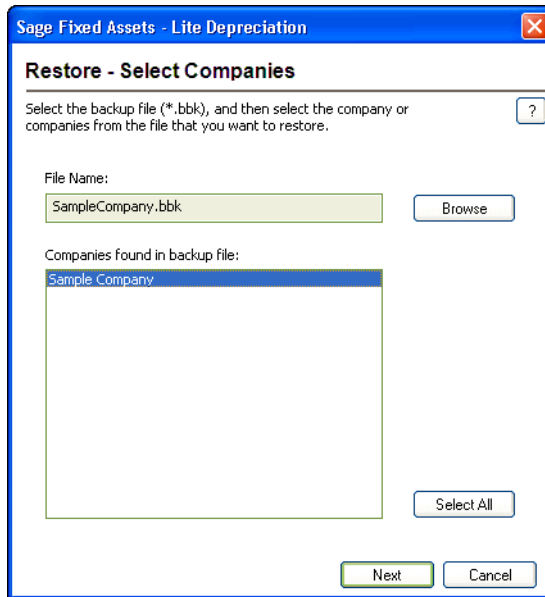 Sage Fixed Assets - Lite Depreciation
Restore - Select Companies
Select the backup file (*.bbk), and then select the company or
companies from the file that you want to restore.
?
File Name:
SampleCompany.bbk
Browse
Companies found in backup file:
Sample Company
Select All
Next
Cancel